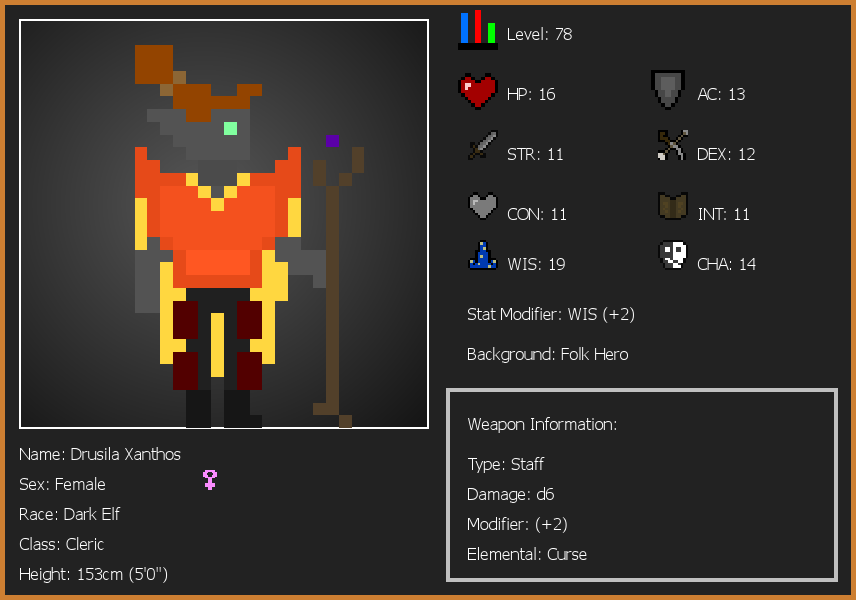 Level: 78
HP: 16
AC: 13
STR: 11
DEX: 12
CON: 11
INT: 11
WIS: 19
CHA: 14
Stat Modifier: WIS (+2)
Background: Folk Hero
Weapon Information:
Type: Staff
Damage: d6
Modifier: (+2)
Elemental: Curse
Name: Drusila Xanthos
Sex: Female
Race: Dark Elf
Class: Cleric
Height: 153cm (5'0")